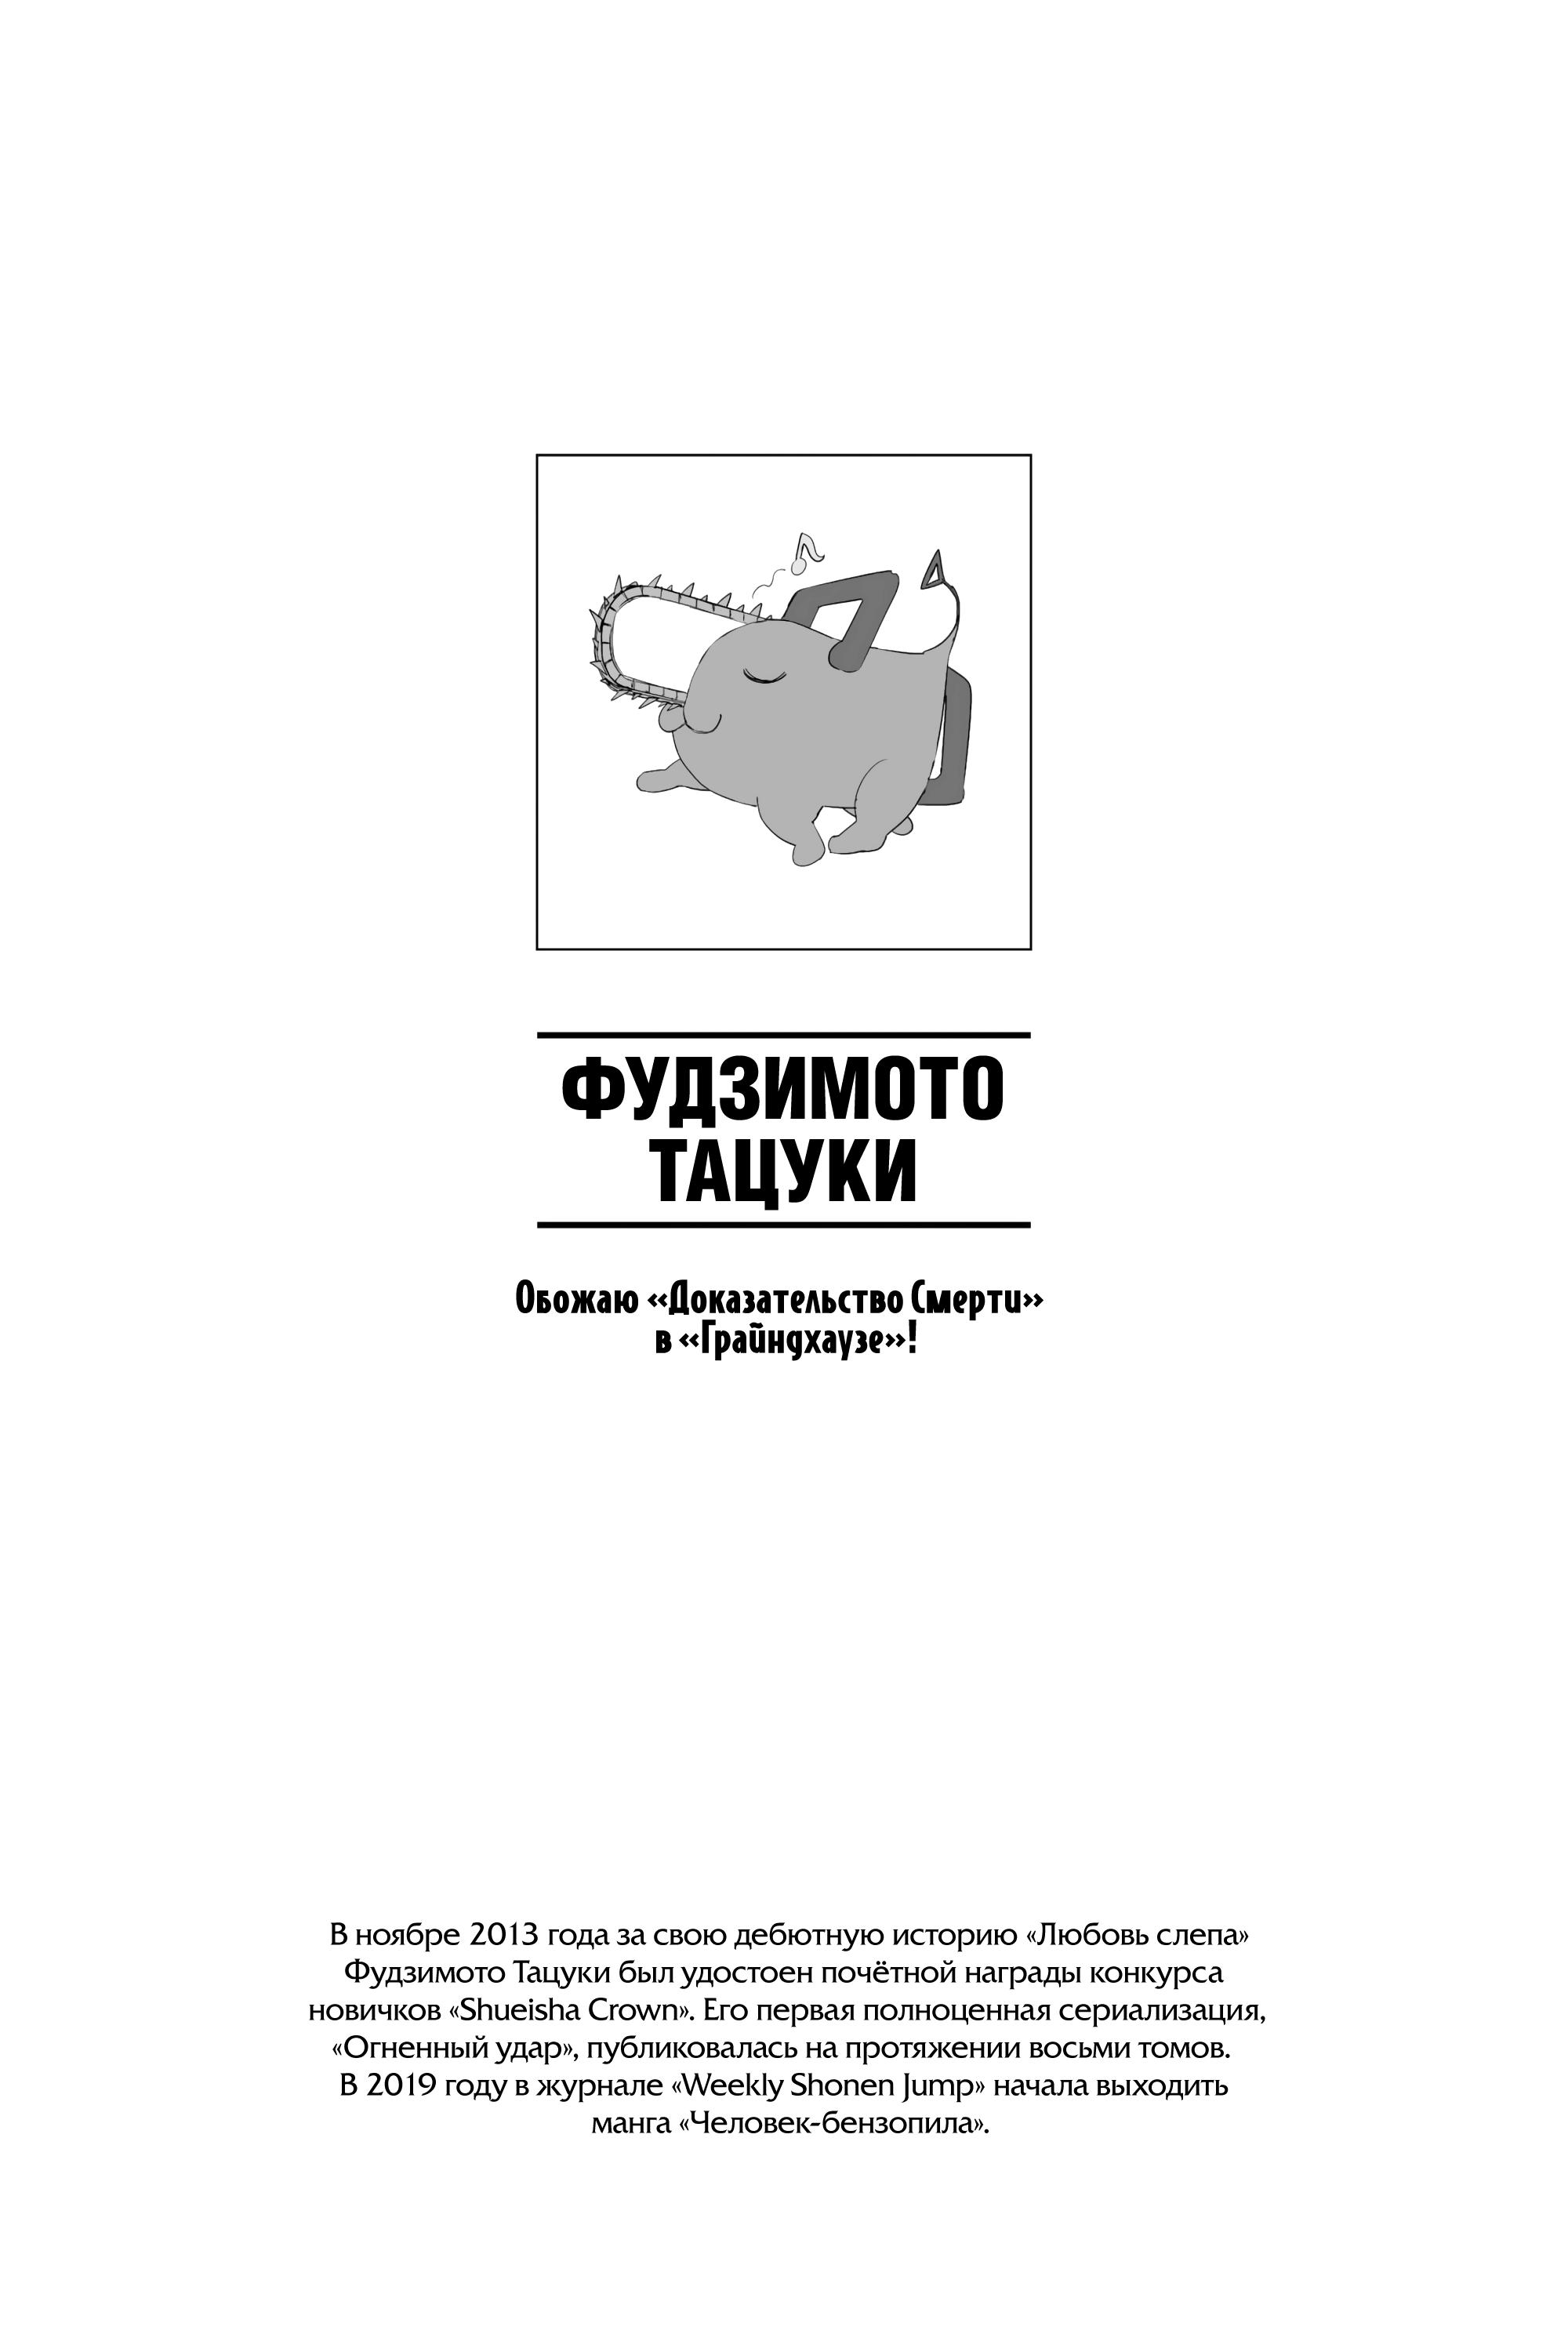 ФУДЗИМОТО
ТАЦУКИ
Обожаю «Доказательство Смерти»
в «Грайндхаузе»!
В ноябре 2013 года за свою дебютную историю «Любовь слепа»
Фудзимото Тацуки был удостоен почётной награды конкурса
новичков «Shueisha Crown». Его первая полноценная сериализация,
«Огненный удар», публиковалась на протяжении восьми томов.
В 2019 году в журнале «Weekly Shonen Jump» начала выходить
манга «Человек-бензопила».